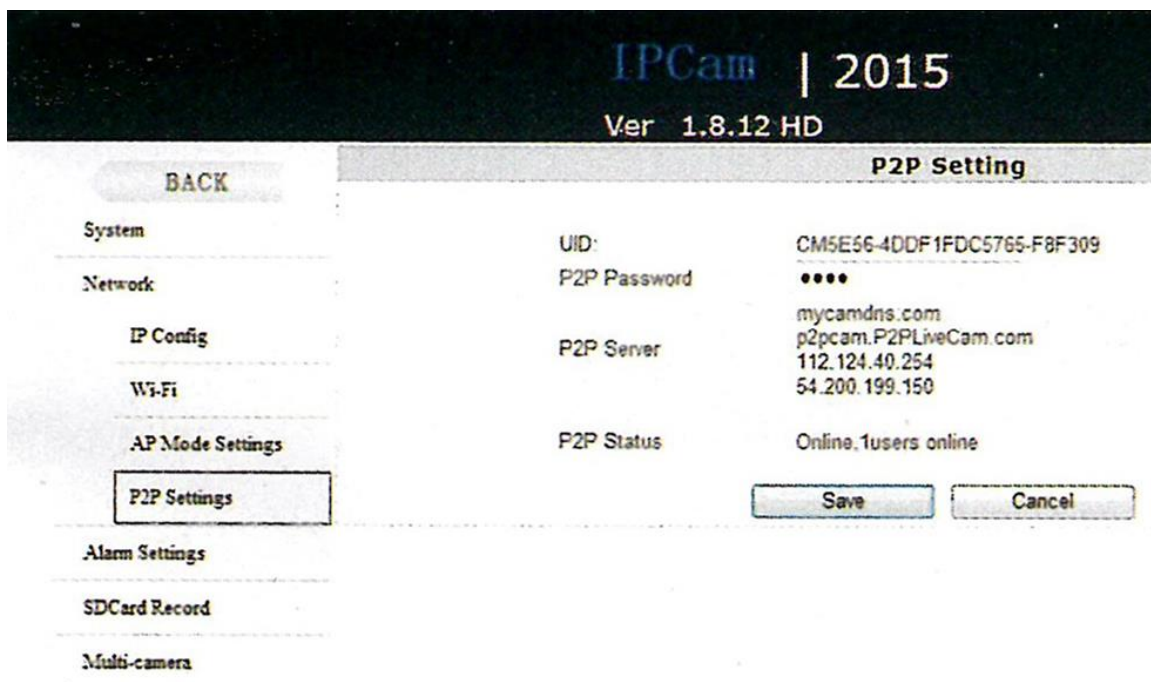 IPCam | 2015
Ver 1.8.12 HD
BACK
P2P Setting
System
Network
IP Config
Wi-Fi
AP Mode Settings
P2P Settings
Alarm Settings
SDCard Record
Multi-camera
UID: CM5E56-4DDF1FDC5765-F8F309
P2P Password ••••
P2P Server
mycamdns.com
p2pcam.P2PLiveCam.com
112.124.40.254
54.200.199.150
P2P Status Online,1users online
Save Cancel